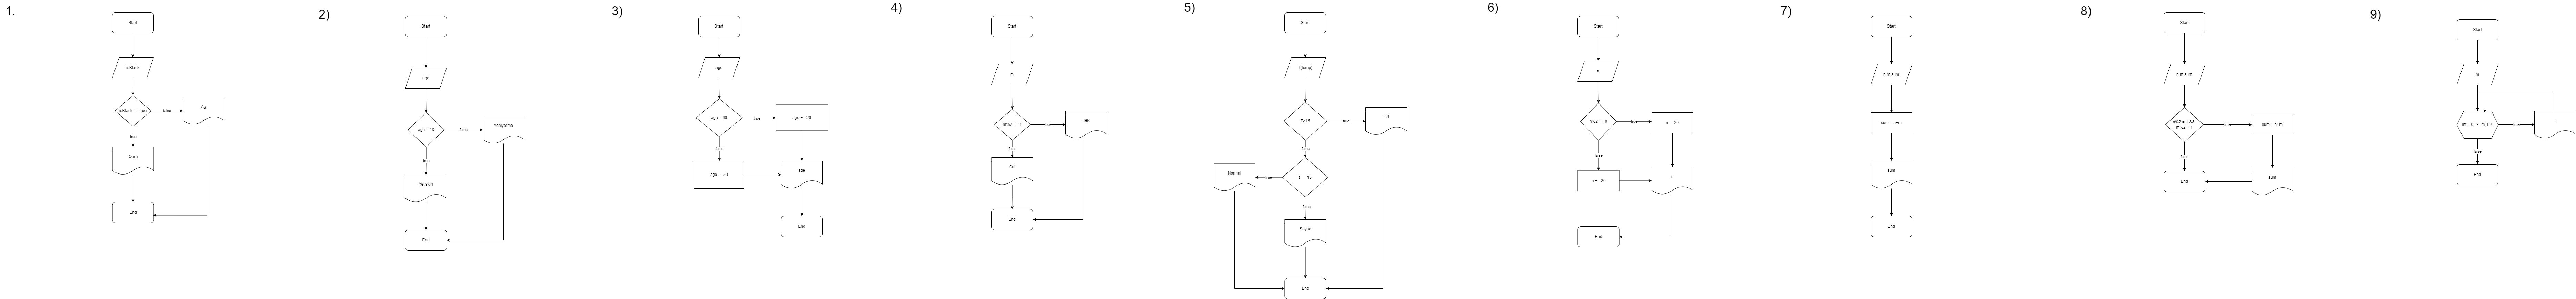 1.
Start
isBlack
isBlack == true
false
Ag
true
Qara
End
2)
Start
age
age > 18
false
Yeniyetme
true
Yetiskin
End
3)
Start
age
age > 60
true
age += 20
false
age -= 20
age
End
4)
Start
m
m%2 == 1
true
Tek
false
Cut
End
5)
Start
T(temp)
T>15
true
Isti
false
t == 15
true
Normal
false
Soyuq
End
6)
Start
n
n%2 == 0
true
n -= 20
false
n += 20
n
End
7)
Start
n,m,sum
sum = n+m
sum
End
8)
Start
n,m,sum
n%2 = 1 &&
m%2 = 1
true
sum = n+m
false
sum
End
9)
Start
m
int i=0, i<=m, i++
true
i
false
End